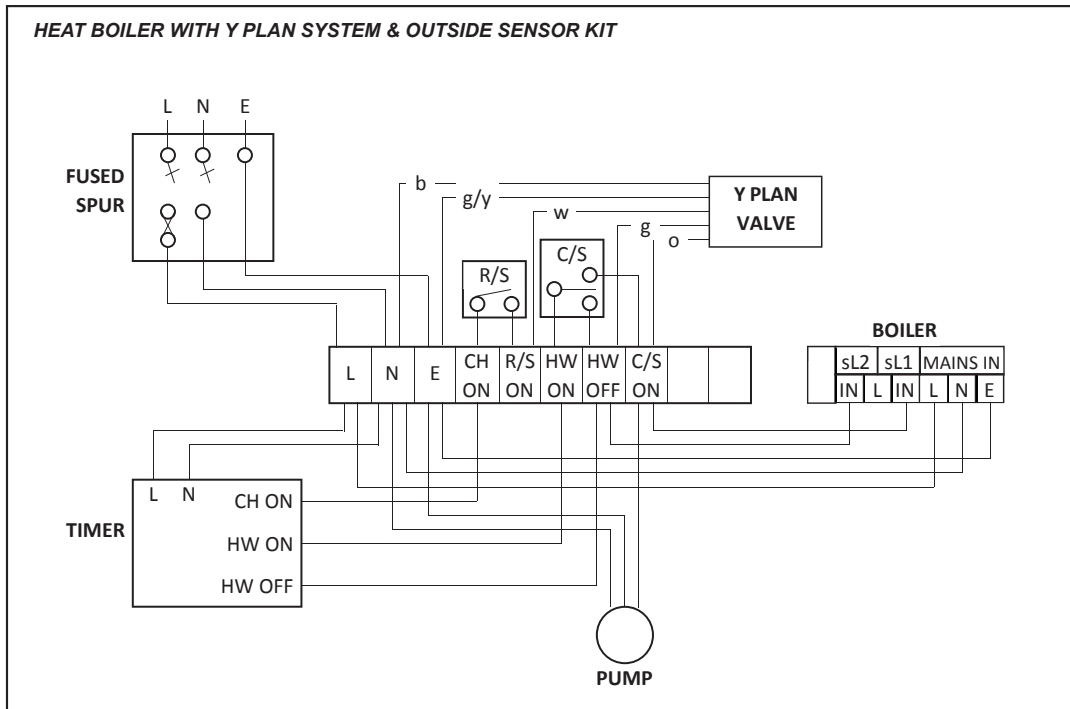 HEAT BOILER WITH Y PLAN SYSTEM & OUTSIDE SENSOR KIT
L N E
FUSED
SPUR
b
g/y
w
g
o
Y PLAN
VALVE
R/S
C/S
BOILER
L N E CH ON R/S ON HW ON HW OFF C/S ON
sL2 sL1 MAINS IN
IN L IN L N E
TIMER
L N
CH ON
HW ON
HW OFF
PUMP